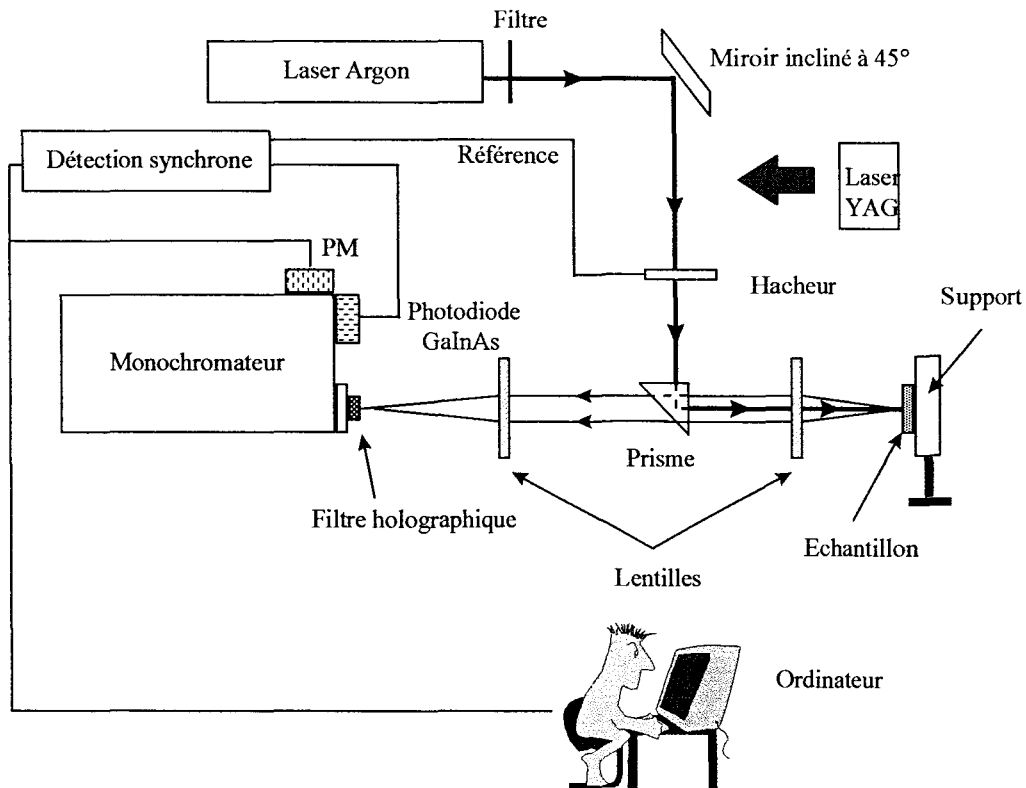 Filtre
Laser Argon
Miroir incliné à 45°
Détection synchrone
Référence
Laser
YAG
PM
Hacheur
Support
Photodiode
GaInAs
Monochromateur
Prisme
Filtre holographique
Echantillon
Lentilles
Ordinateur